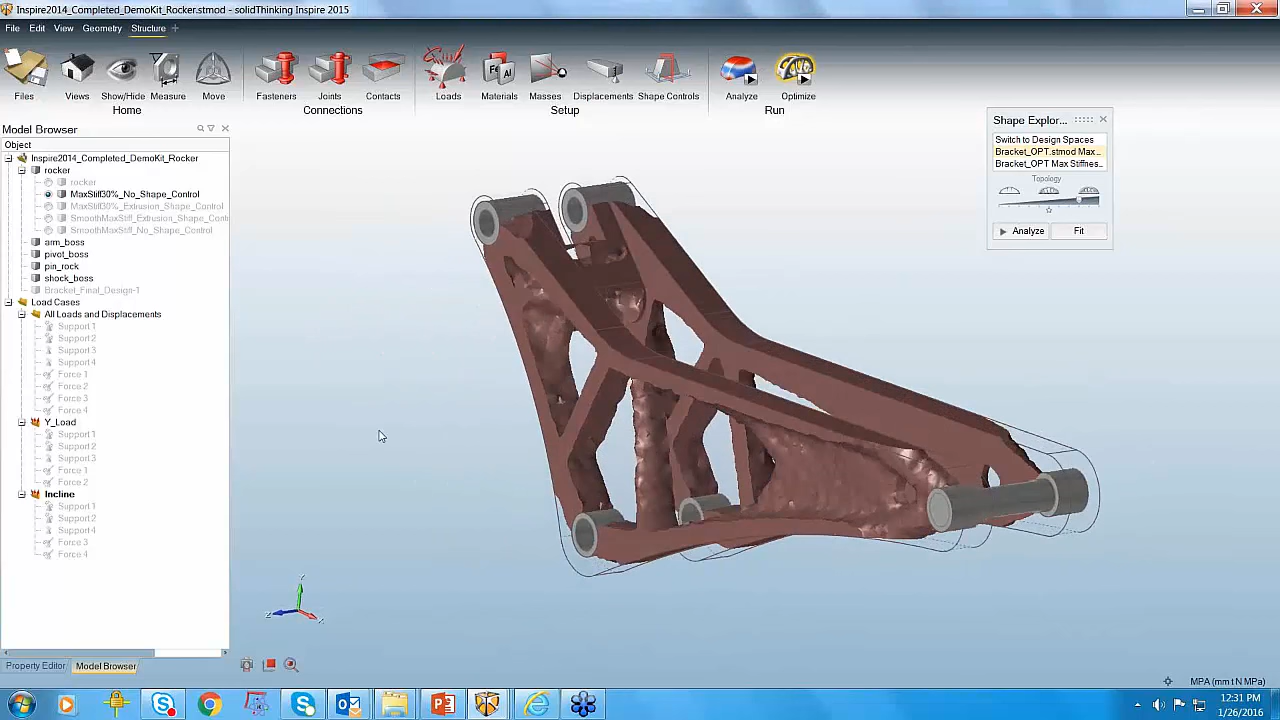 Inspire2014_Completed_DemoKit_Rocker.stmod - solidThinking Inspire 2015
File Edit View Geometry Structure +
Files Views Show/Hide Measure Move Fasteners Joints Contacts Loads Materials Masses Displacements Shape Controls Analyze Optimize
Home Connections Setup Run
Model Browser
Object
Inspire2014_Completed_DemoKit_Rocker
rocker
rocker
MaxStiff30%_No_Shape_Control
MaxStiff30%_Extrusion_Shape_Control
SmoothMaxStiff_Extrusion_Shape_Cont
SmoothMaxStiff_No_Shape_Control
arm_boss
pivot_boss
pin_rock
shock_boss
Bracket_Final_Design-1
Load Cases
All Loads and Displacements
Support 1
Support 2
Support 3
Support 4
Force 1
Force 2
Force 3
Force 4
Y_Load
Support 1
Support 2
Support 3
Force 1
Force 2
Incline
Support 1
Support 2
Support 4
Force 3
Force 4
Property Editor Model Browser
Shape Explor...
Switch to Design Spaces
Bracket_OPT.stmod Max...
Bracket_OPT Max Stiffnes...
Topology
Analyze Fit
Y
Z
X
MPA (mm t N MPa)
12:31 PM
1/26/2016